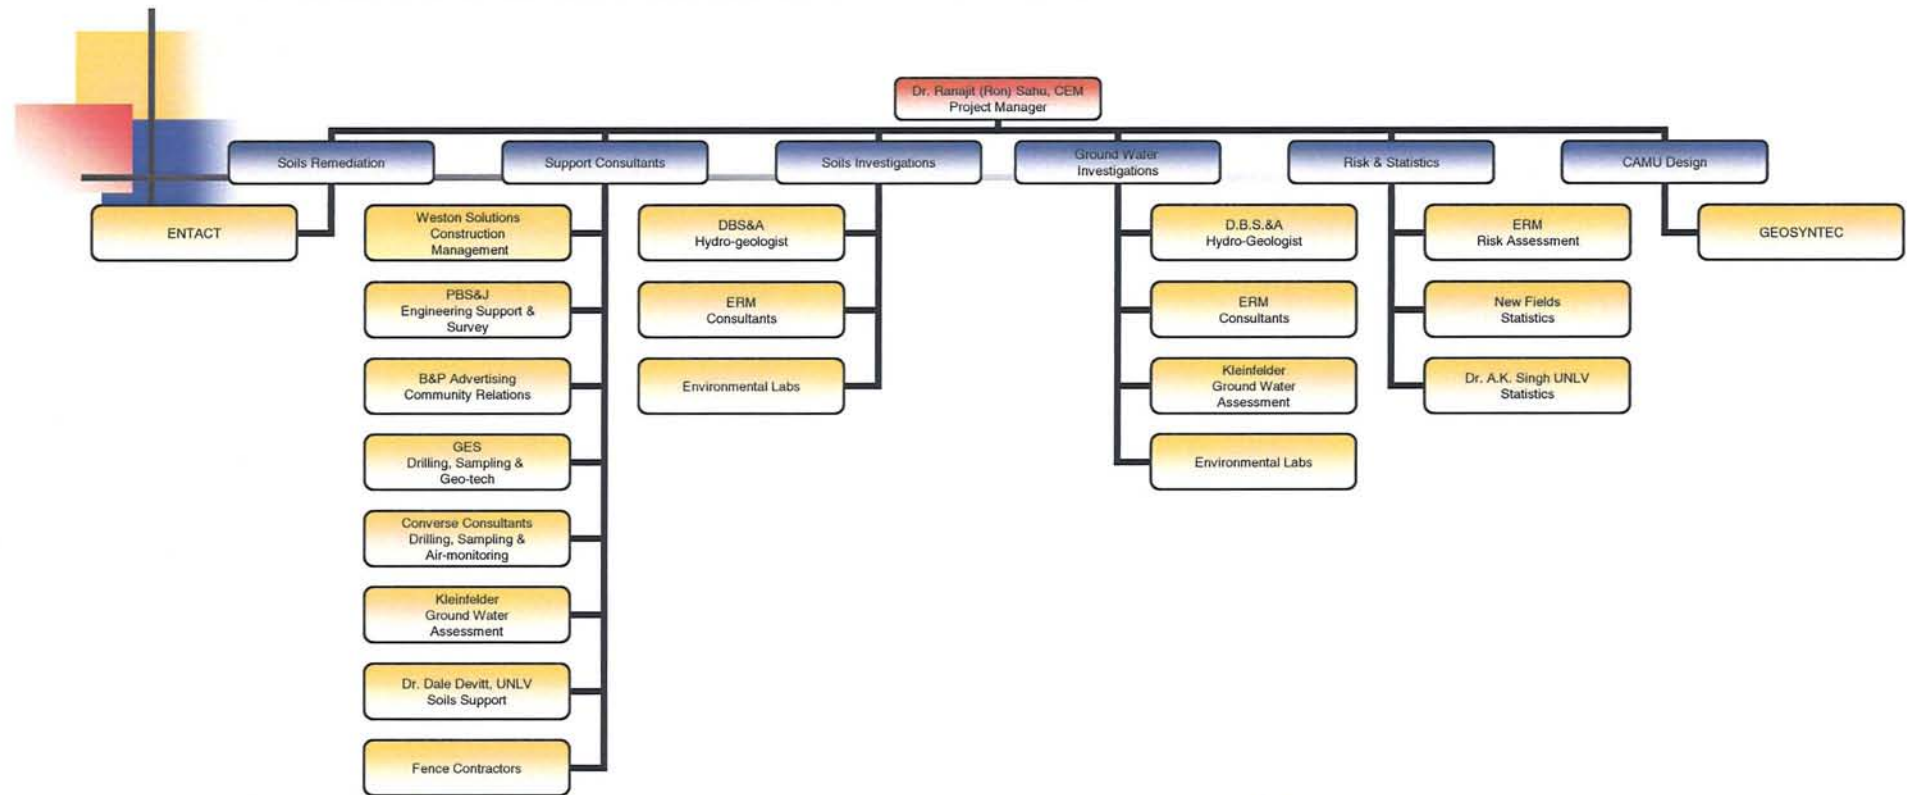 Dr. Ranajit (Ron) Sahu, CEM
Project Manager
Soils Remediation
Support Consultants
Soils Investigations
Ground Water
Investigations
Risk & Statistics
CAMU Design
ENTACT
Weston Solutions
Construction
Management
PBS&J
Engineering Support &
Survey
B&P Advertising
Community Relations
GES
Drilling, Sampling &
Geo-tech
Converse Consultants
Drilling, Sampling &
Air-monitoring
Kleinfelder
Ground Water
Assessment
Dr. Dale Devitt, UNLV
Soils Support
Fence Contractors
DBS&A
Hydro-geologist
ERM
Consultants
Environmental Labs
D.B.S.&A
Hydro-Geologist
ERM
Consultants
Kleinfelder
Ground Water
Assessment
Environmental Labs
ERM
Risk Assessment
New Fields
Statistics
Dr. A.K. Singh UNLV
Statistics
GEOSYNTEC